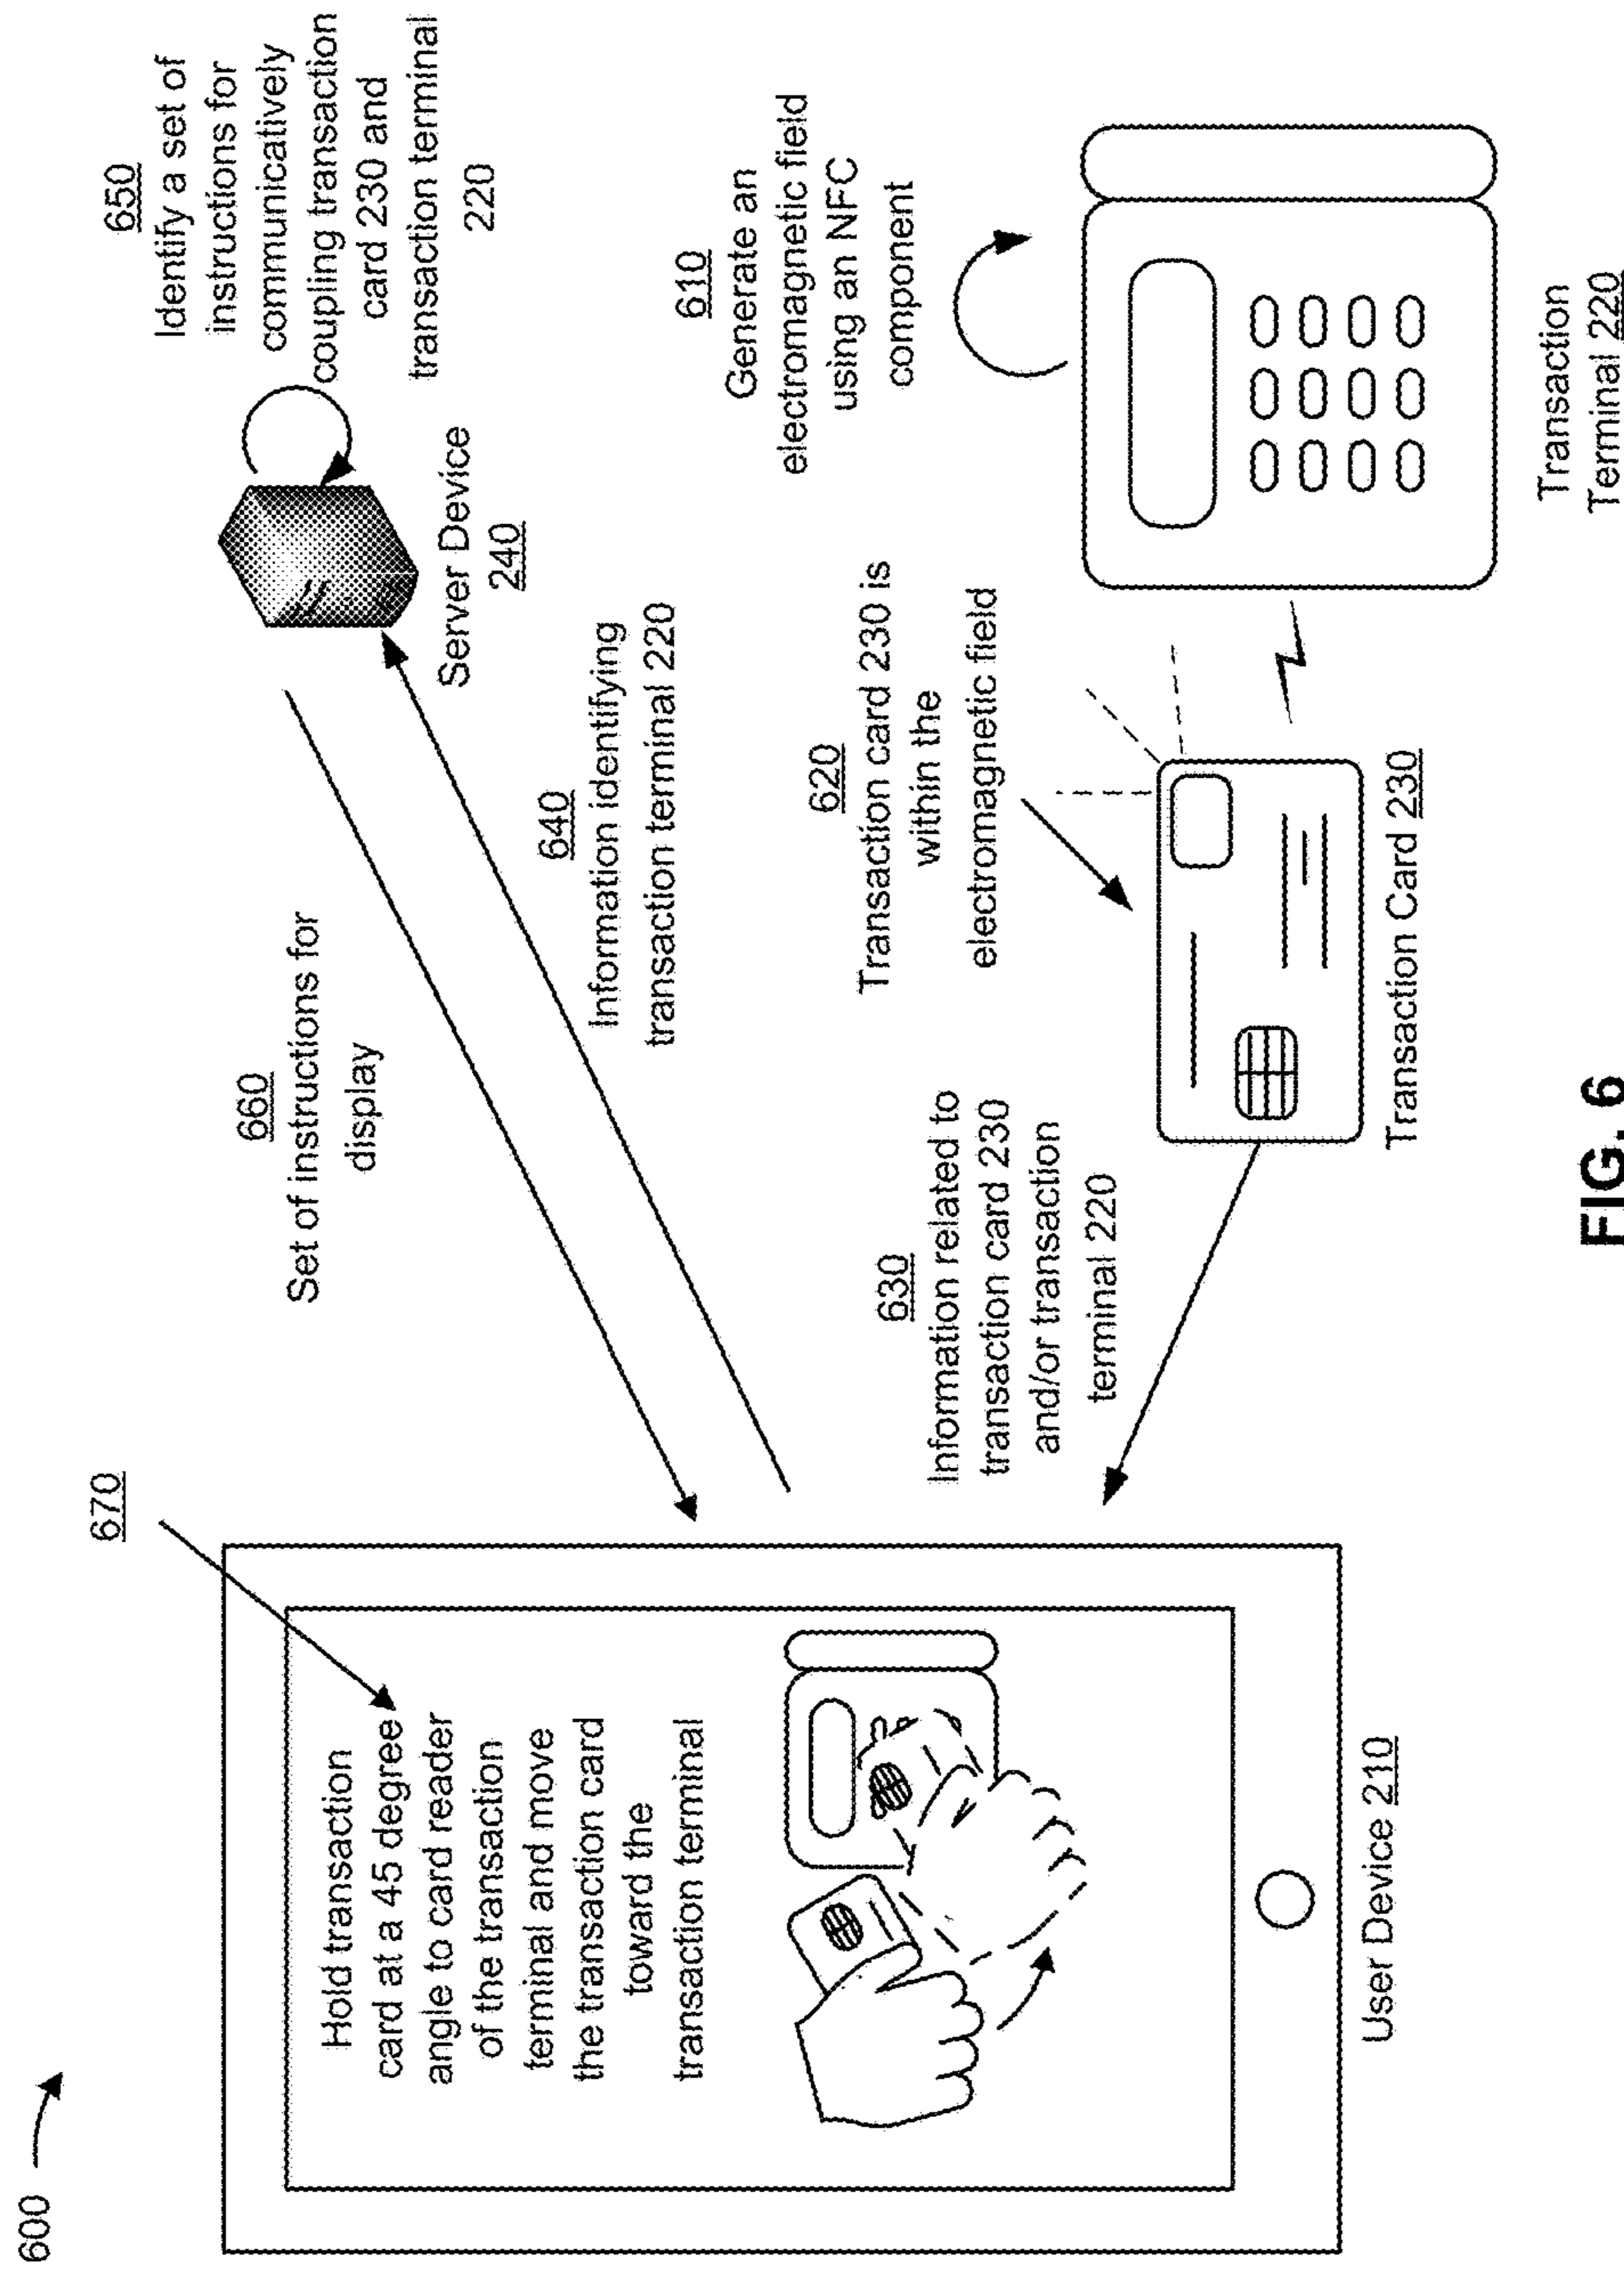 600
670
Hold transaction
card at a 45 degree
angle to card reader
of the transaction
terminal and move
the transaction card
toward the
transaction terminal
User Device 210
660
Set of instructions for
display
640
Information identifying
transaction terminal 220
Server Device
240
650
Identify a set of
instructions for
communicatively
coupling transaction
card 230 and
transaction terminal
220
630
Information related to
transaction card 230
and/or transaction
terminal 220
620
Transaction card 230 is
within the
electromagnetic field
Transaction Card 230
610
Generate an
electromagnetic field
using an NFC
component
Transaction
Terminal 220
FIG. 6